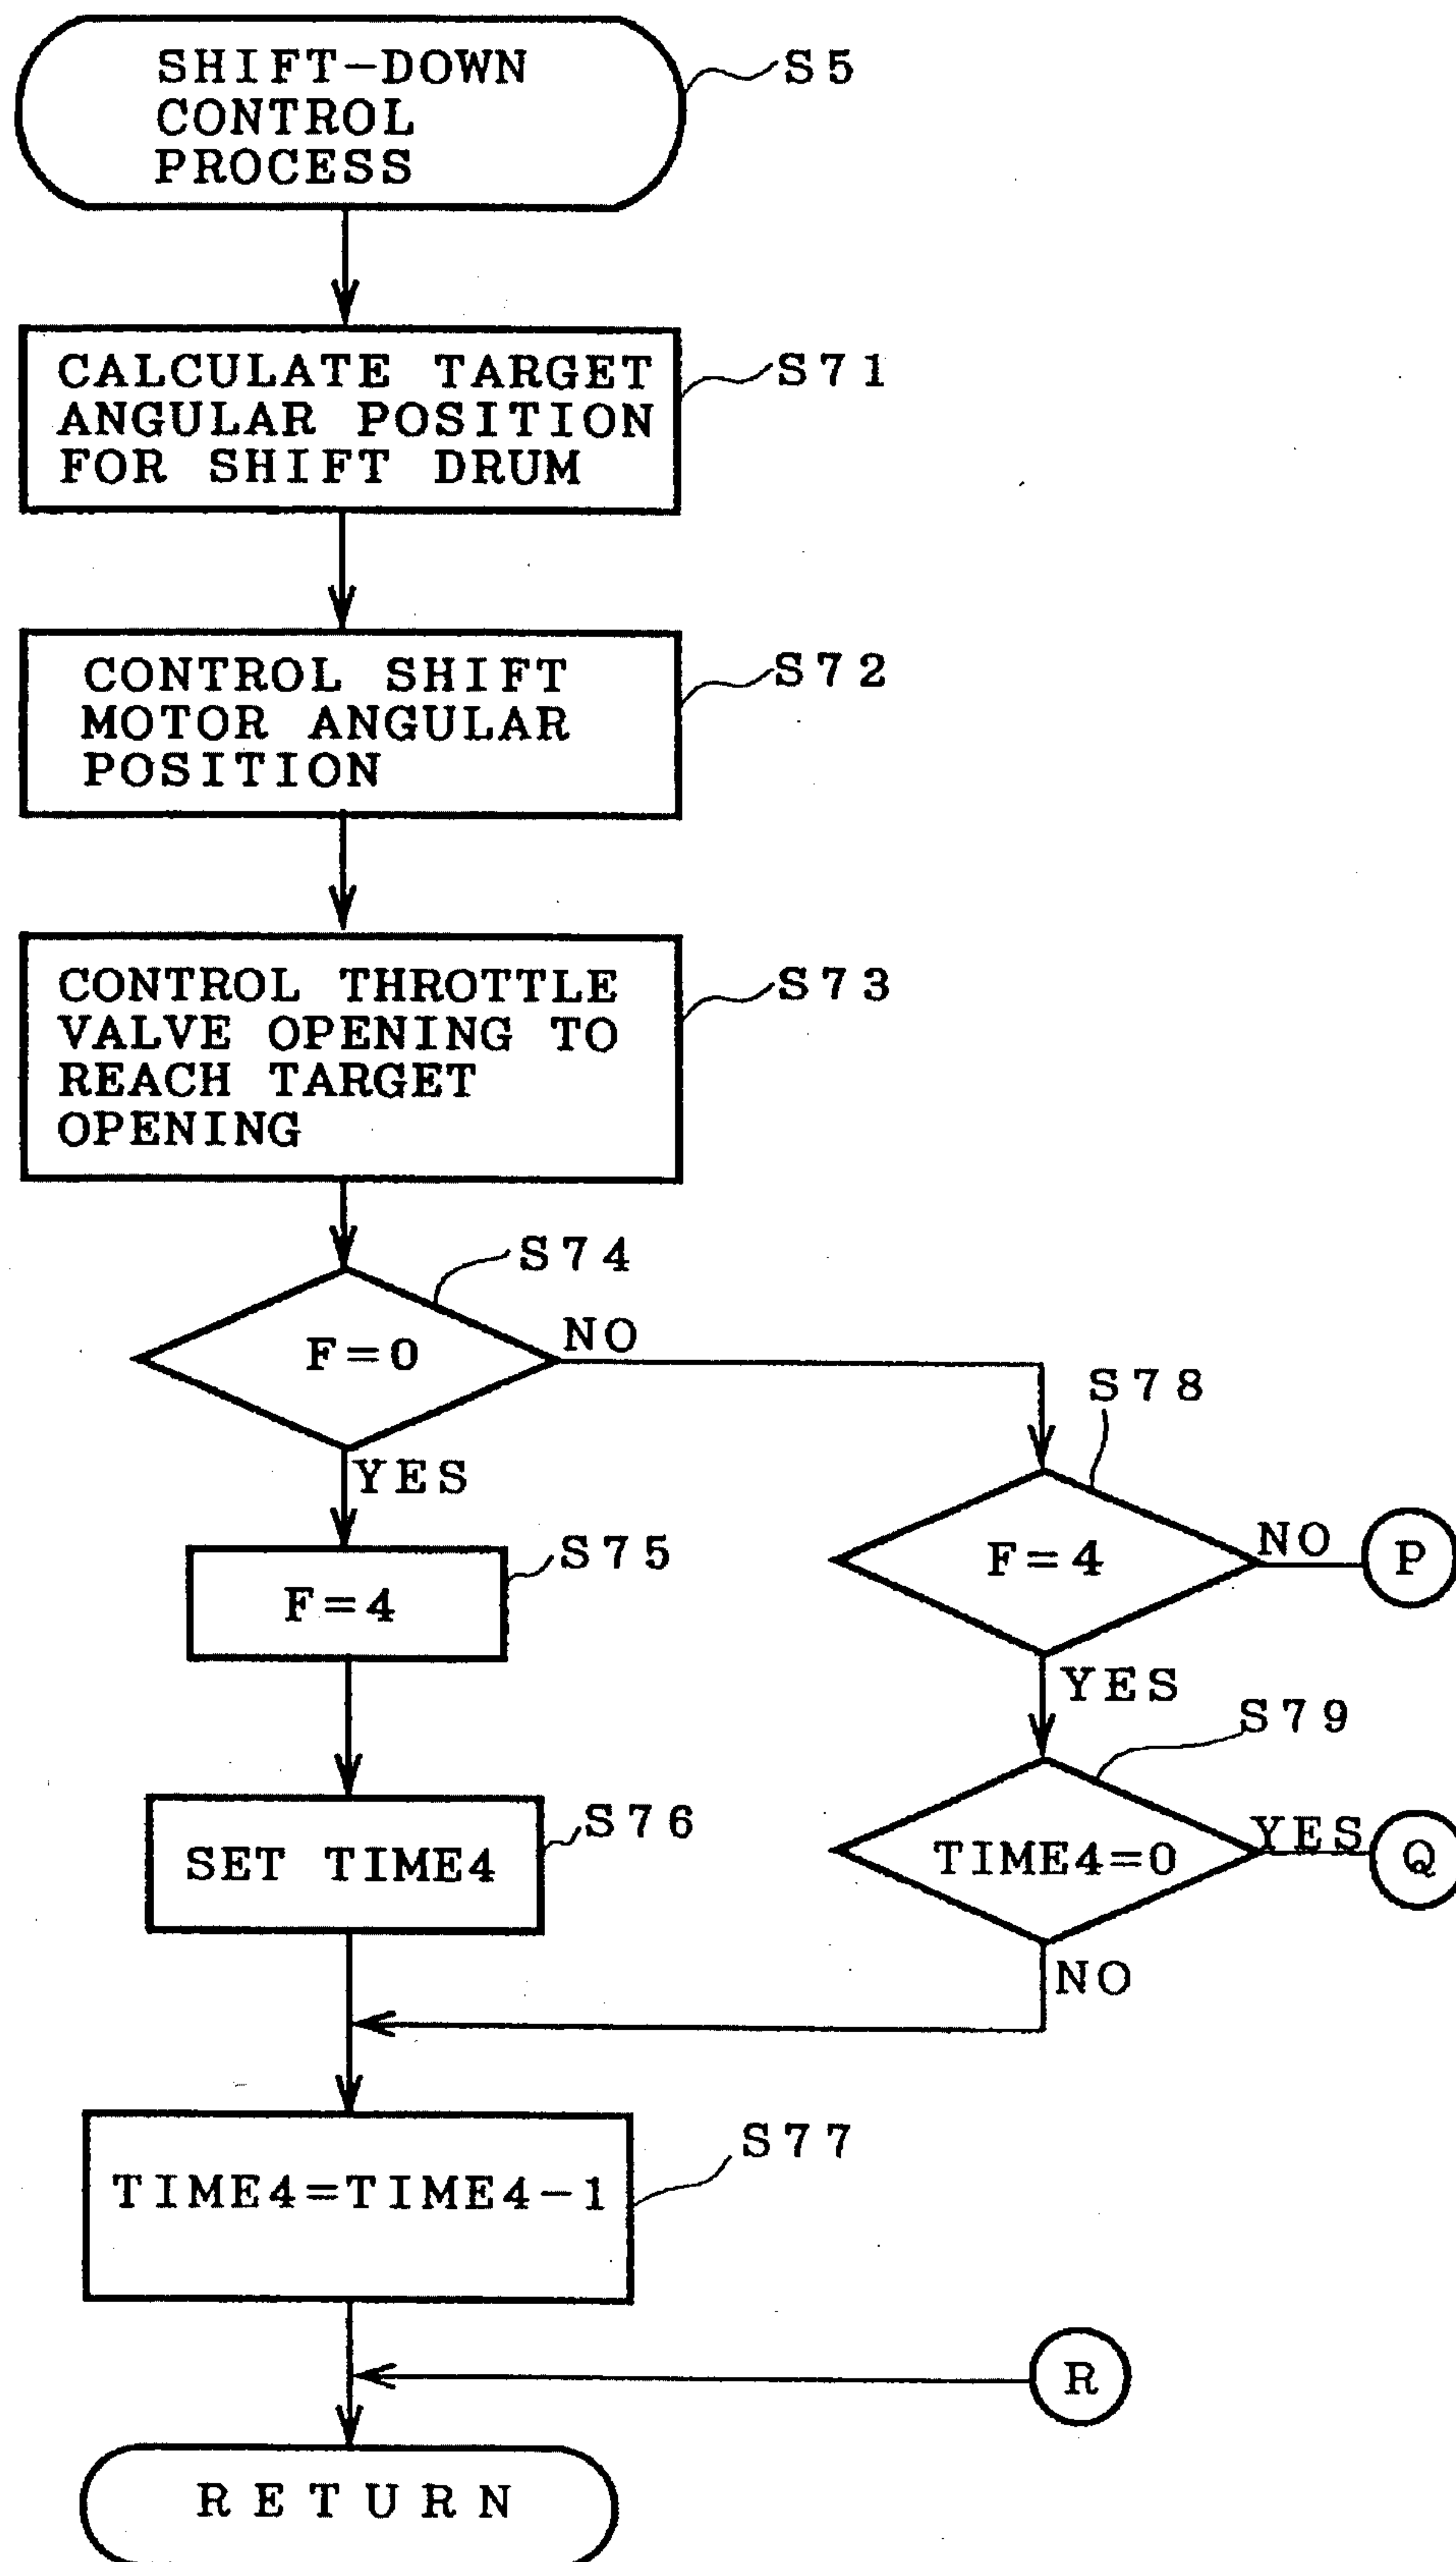 SHIFT-DOWN
CONTROL
PROCESS
S5
CALCULATE TARGET
ANGULAR POSITION
FOR SHIFT DRUM
S71
CONTROL SHIFT
MOTOR ANGULAR
POSITION
S72
CONTROL THROTTLE
VALVE OPENING TO
REACH TARGET
OPENING
S73
S74
F=0
NO
YES
S78
F=4
NO
P
YES
S75
F=4
S79
TIME4=0
YES
Q
NO
S76
SET TIME4
S77
TIME4=TIME4-1
R
RETURN